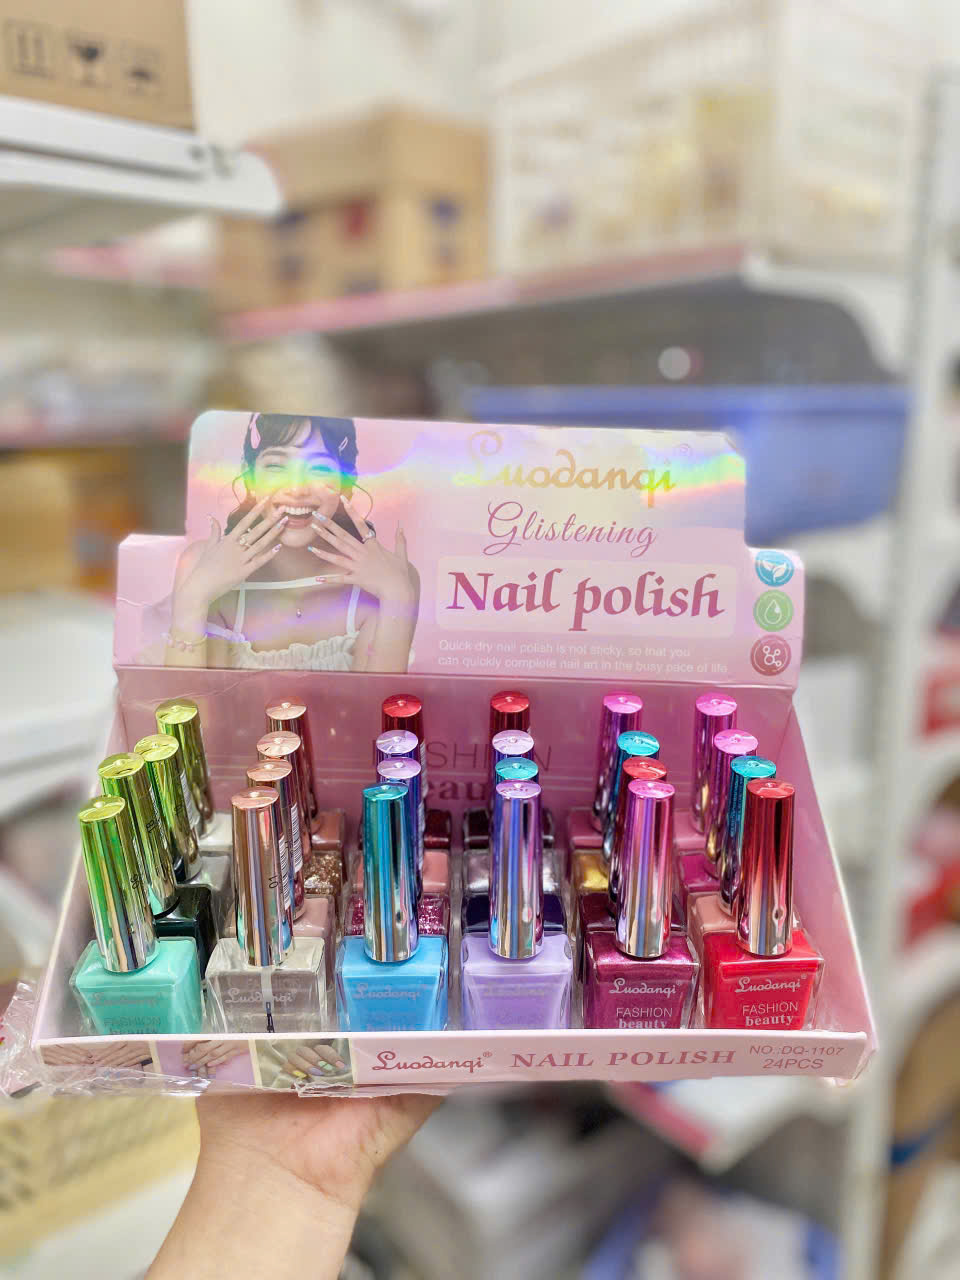 Luodanqi®
Glistening
Nail polish
Quick dry nail polish is not sticky, so that you
can quickly complete nail art in the busy pace of life
FASHION
beauty
01
Luodanqi
FASHION
Luodanqi
Luodanqi
Luodanqi
FASHION
beauty
Luodanqi
FASHION
beauty
Luodanqi® NAIL POLISH NO.:DQ-1107
24PCS